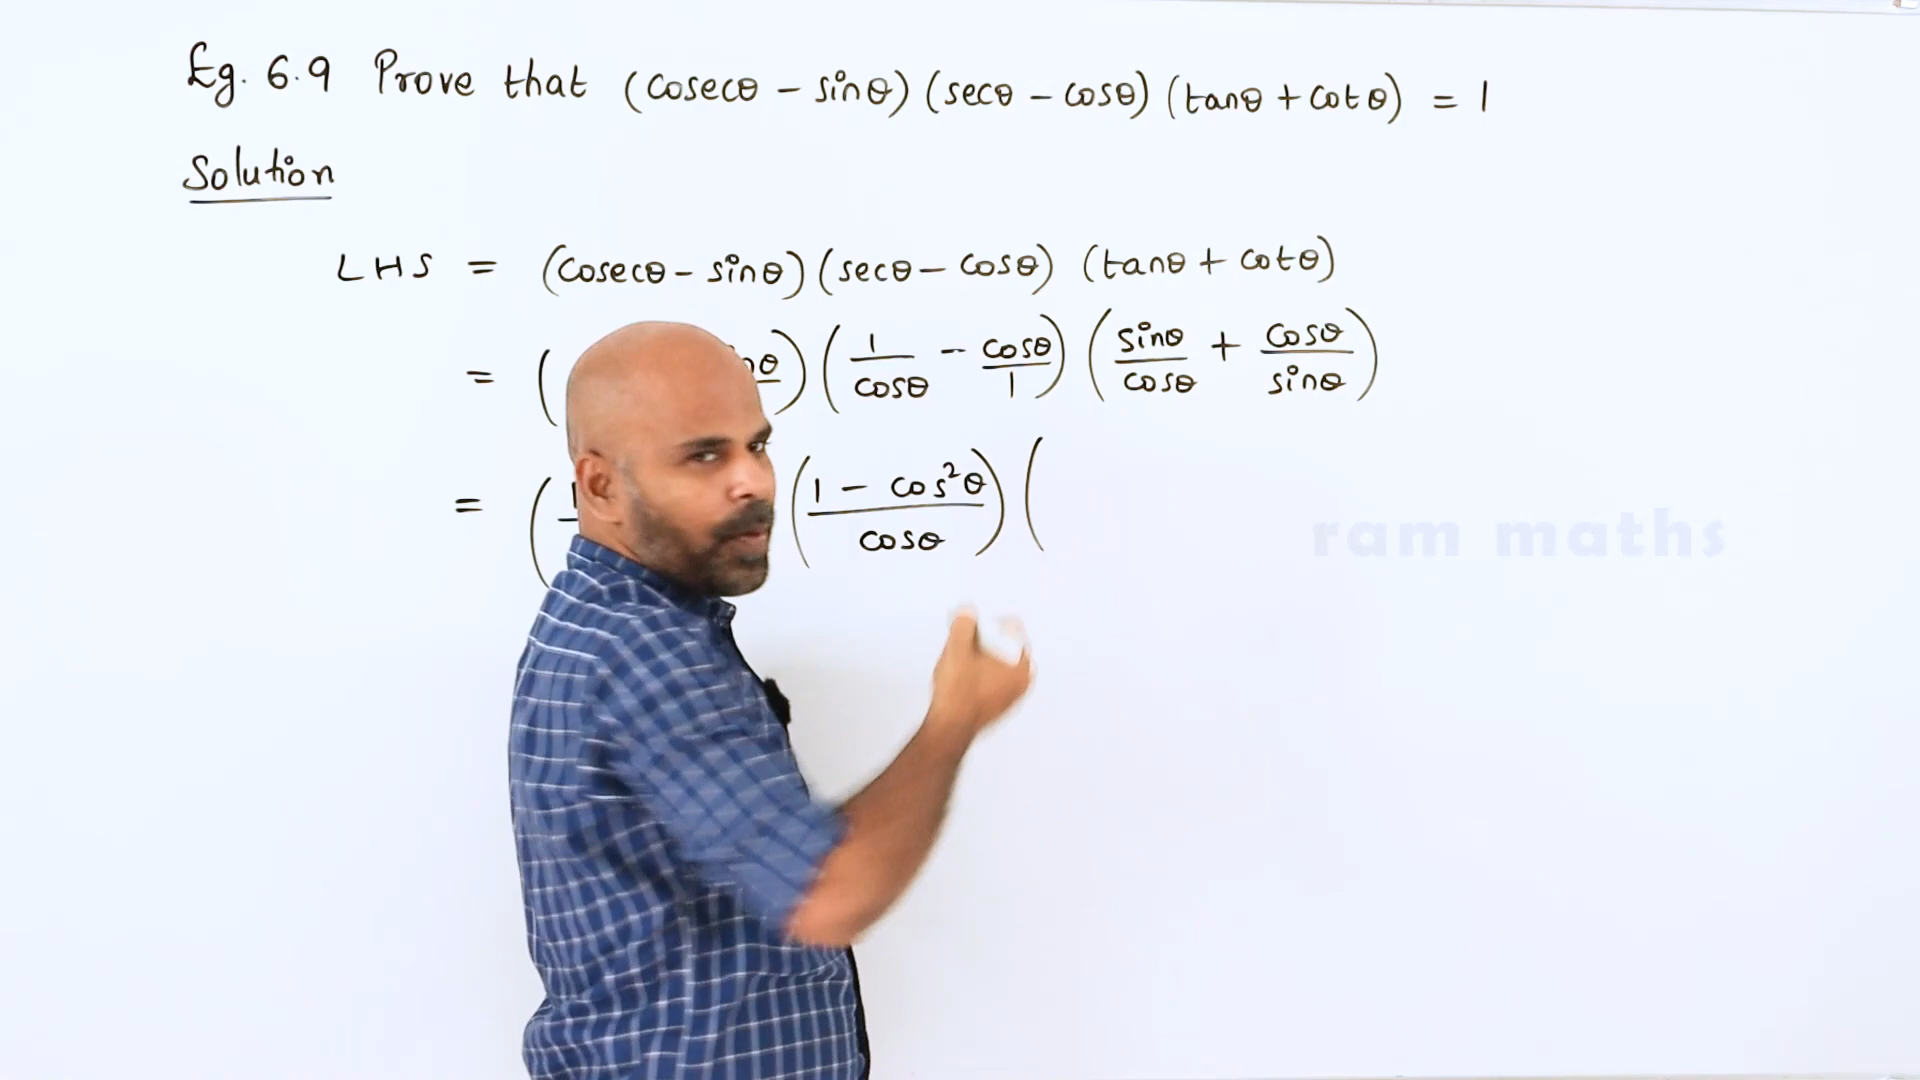 Eg. 6.9 Prove that (cosecθ - sinθ) (secθ - cosθ) (tanθ + cotθ) = 1
Solution
LHS = (cosecθ - sinθ) (secθ - cosθ) (tanθ + cotθ)
= ( θ) (1/cosθ - cosθ/1) (sinθ/cosθ + cosθ/sinθ)
= ( (1 - cos²θ/cosθ) (
ram maths